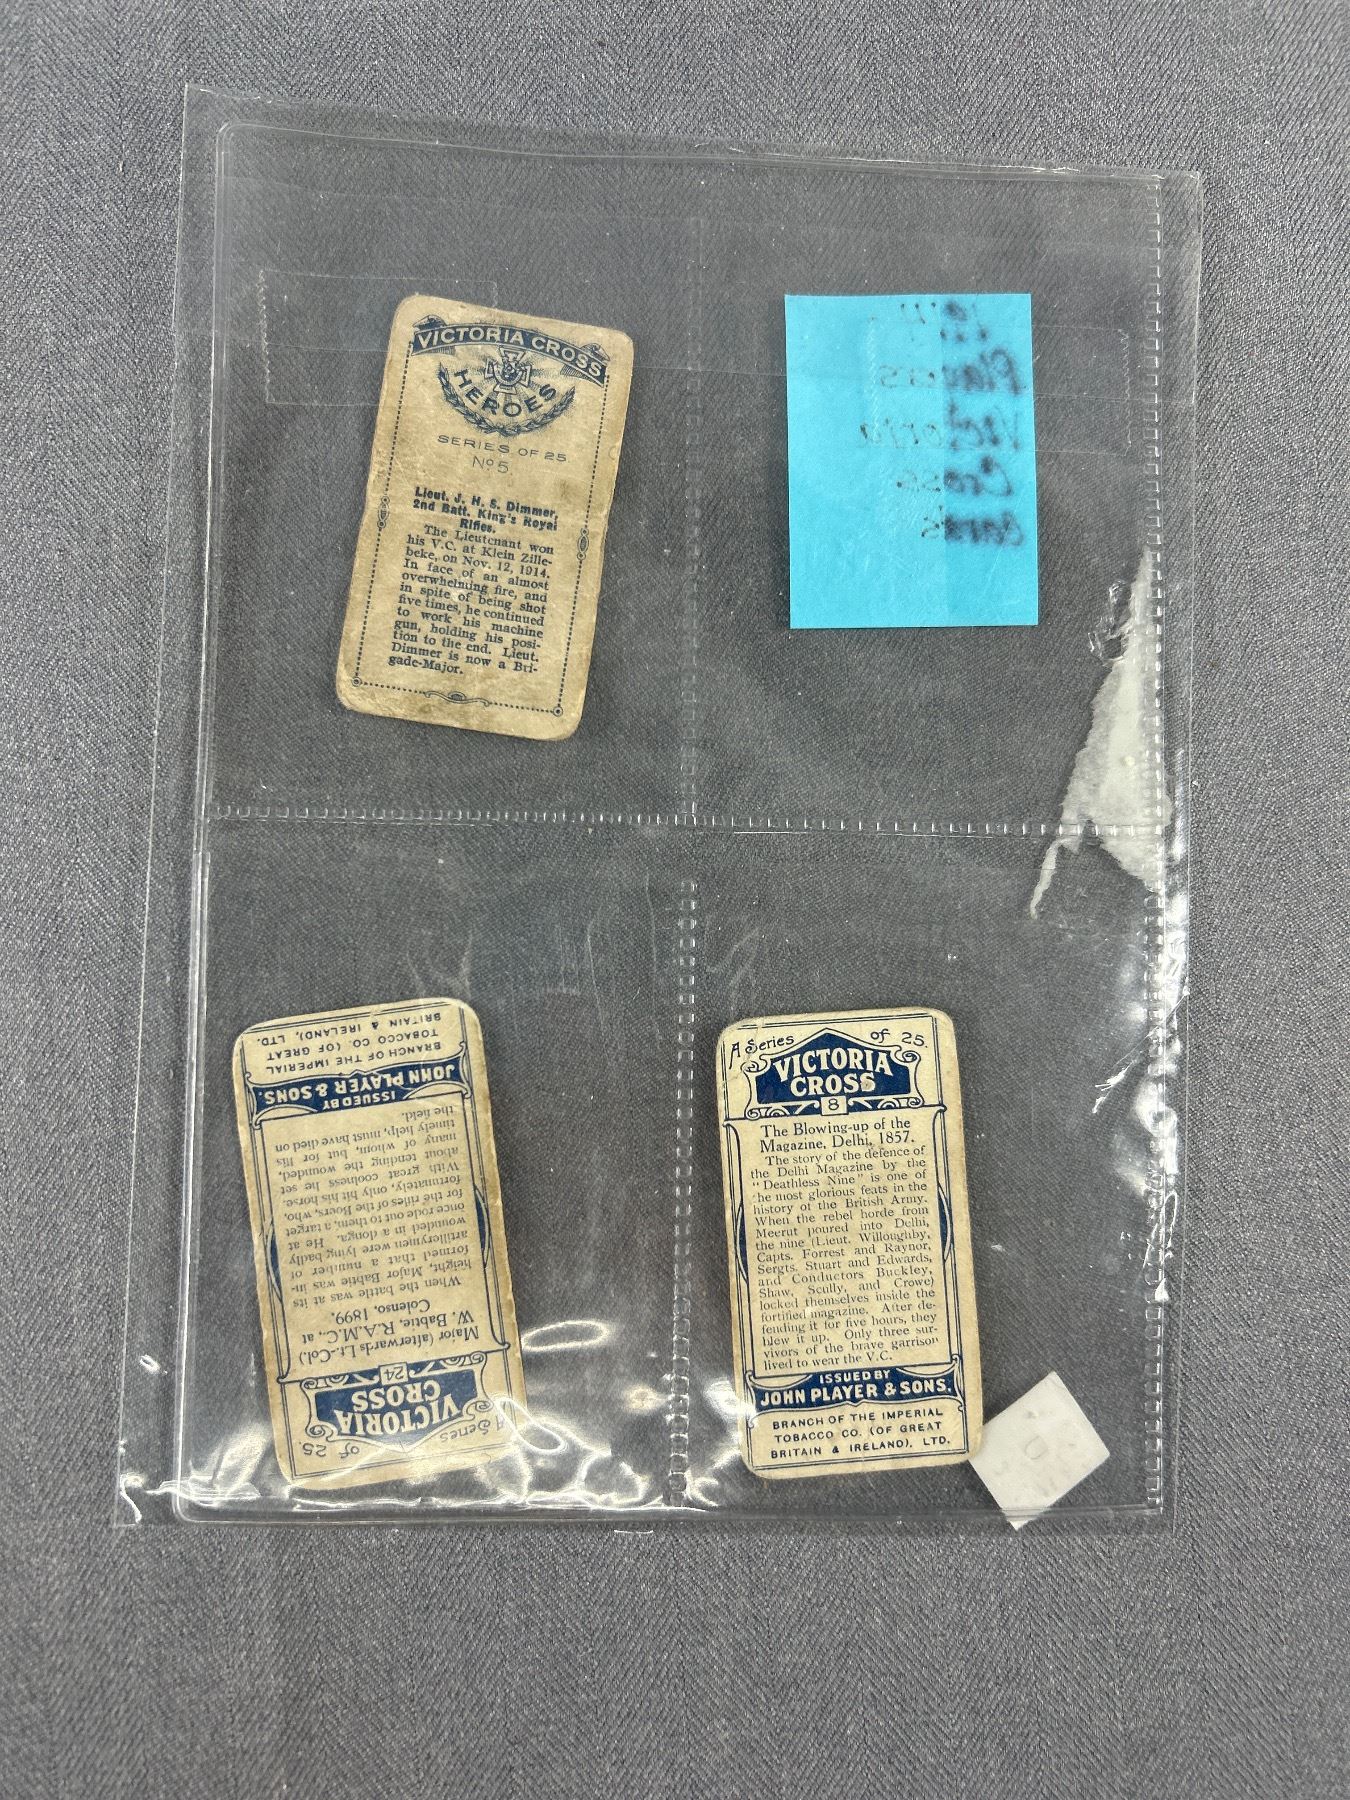 VICTORIA CROSS
HEROES
SERIES OF 25
Nº 5
Lieut. J. H. S. Dimmer,
2nd Batt. King's Royal
Rifles.
The Lieutenant won
his V.C. at Klein Zille-
beke, on Nov. 12, 1914.
In face of an almost
overwhelming fire, and
in spite of being shot
five times, he continued
to work his machine
gun, holding his posi-
tion to the end. Lieut.
Dimmer is now a Bri-
gade-Major.
Players
Victoria
Cross
Cards
A Series of 25.
VICTORIA
CROSS
24
Major (afterwards Lt.-Col.)
W. Babtie, R.A.M.C., at
Colenso, 1899.
When the battle was at its
height, Major Babtie was in-
formed that a number of
artillerymen were lying badly
wounded in a donga. He at
once rode out to them, a target
for the rifles of the Boers, who,
fortunately, only hit his horse.
With great coolness he set
about tending the wounded,
many of whom, but for his
timely help, must have died on
the field.
ISSUED BY
JOHN PLAYER & SONS.
BRANCH OF THE IMPERIAL
TOBACCO CO. (OF GREAT
BRITAIN & IRELAND), LTD.
A Series of 25.
VICTORIA
CROSS
8
The Blowing-up of the
Magazine, Delhi, 1857.
The story of the defence of
the Delhi Magazine by the
"Deathless Nine" is one of
he most glorious feats in the
history of the British Army.
When the rebel horde from
Meerut poured into Delhi,
the nine (Lieut. Willoughby,
Capts. Forrest and Raynor,
Sergts. Stuart and Edwards,
and Conductors Buckley,
Shaw, Scully, and Crowe)
locked themselves inside the
fortified magazine. After de-
fending it for five hours, they
blew it up. Only three sur-
vivors of the brave garrison
lived to wear the V.C.
ISSUED BY
JOHN PLAYER & SONS.
BRANCH OF THE IMPERIAL
TOBACCO CO. (OF GREAT
BRITAIN & IRELAND), LTD.